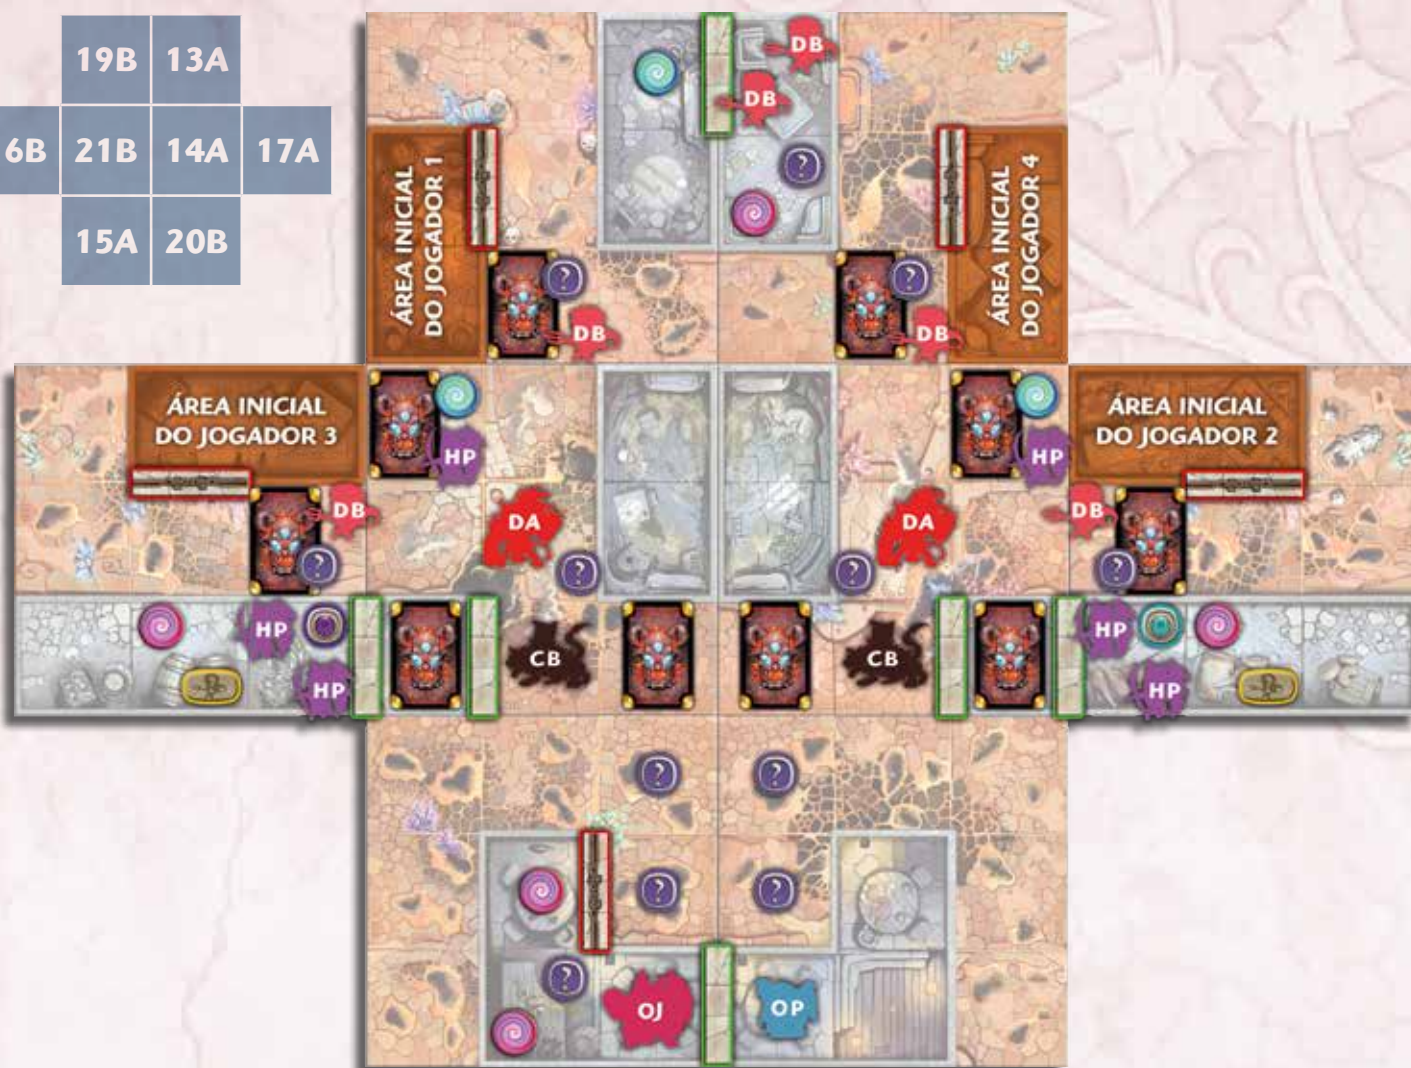 19B 13A
6B 21B 14A 17A
15A 20B
DB
DB
?
ÁREA INICIAL
DO JOGADOR 1
ÁREA INICIAL
DO JOGADOR 4
?
?
DB
DB
ÁREA INICIAL
DO JOGADOR 3
ÁREA INICIAL
DO JOGADOR 2
HP
HP
DB
DA
DA
DB
?
?
?
?
HP
CB
CB
HP
HP
HP
?
?
?
?
?
OJ
OP